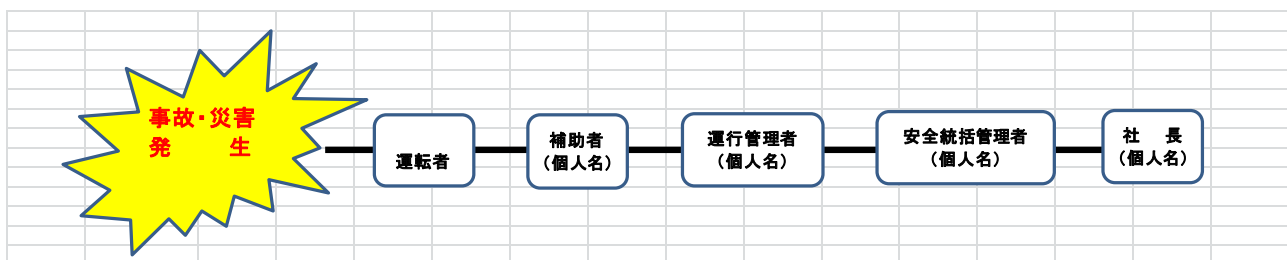 事故・災害
発　　生
運転者
補助者
（個人名）
運行管理者
（個人名）
安全統括管理者
（個人名）
社　長
（個人名）